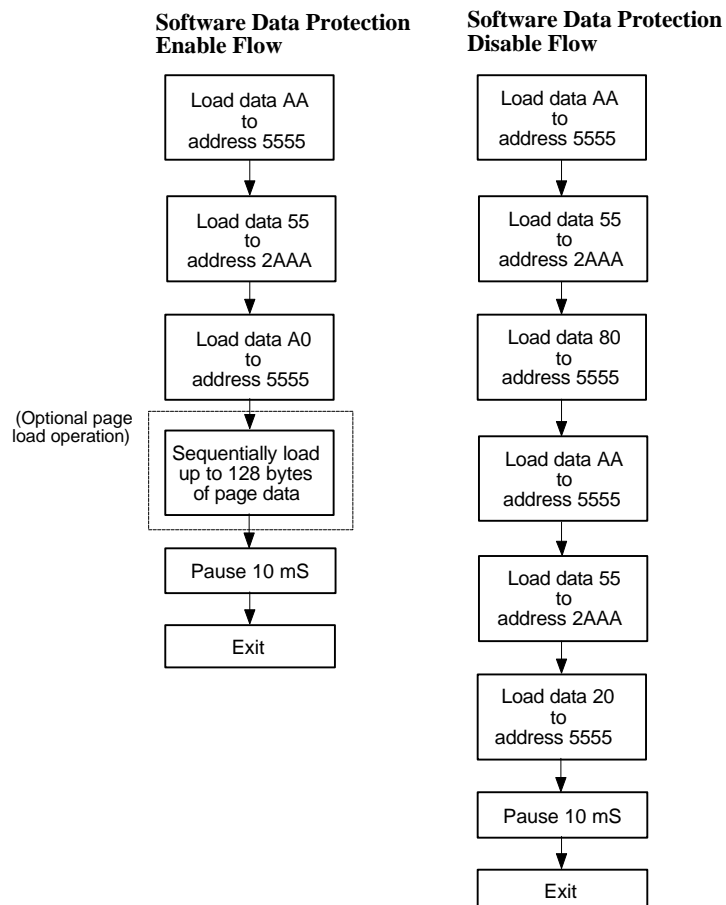 Software Data Protection
Enable Flow
Load data AA
to
address 5555
Load data 55
to
address 2AAA
Load data A0
to
address 5555
(Optional page
load operation)
Sequentially load
up to 128 bytes
of page data
Pause 10 mS
Exit
Software Data Protection
Disable Flow
Load data AA
to
address 5555
Load data 55
to
address 2AAA
Load data 80
to
address 5555
Load data AA
to
address 5555
Load data 55
to
address 2AAA
Load data 20
to
address 5555
Pause 10 mS
Exit